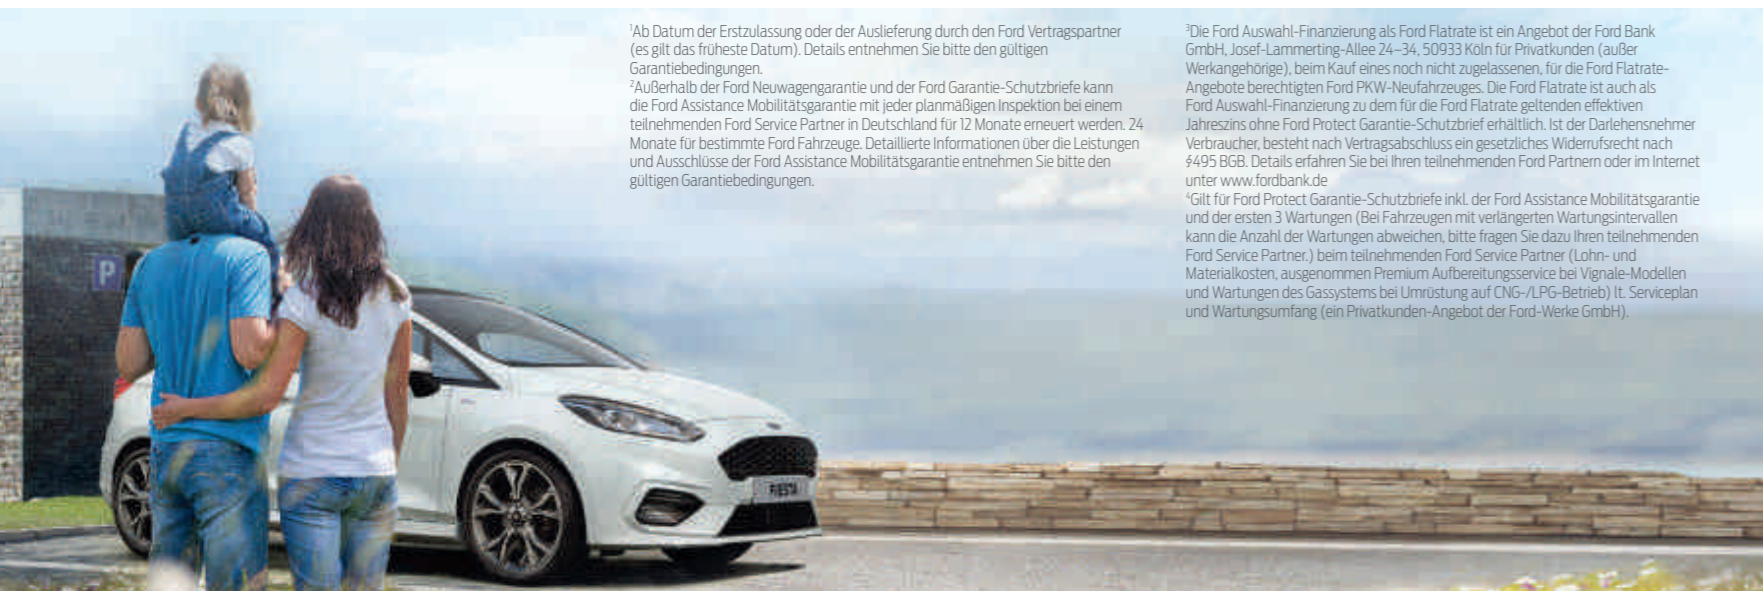 ¹Ab Datum der Erstzulassung oder der Auslieferung durch den Ford Vertragspartner
(es gilt das früheste Datum). Details entnehmen Sie bitte den gültigen
Garantiebedingungen.
²Außerhalb der Ford Neuwagengarantie und der Ford Garantie-Schutzbriefe kann
die Ford Assistance Mobilitätsgarantie mit jeder planmäßigen Inspektion bei einem
teilnehmenden Ford Service Partner in Deutschland für 12 Monate erneuert werden. 24
Monate für bestimmte Ford Fahrzeuge. Detaillierte Informationen über die Leistungen
und Ausschlüsse der Ford Assistance Mobilitätsgarantie entnehmen Sie bitte den
gültigen Garantiebedingungen.
³Die Ford Auswahl-Finanzierung als Ford Flatrate ist ein Angebot der Ford Bank
GmbH, Josef-Lammerting-Allee 24–34, 50933 Köln für Privatkunden (außer
Werkangehörige), beim Kauf eines noch nicht zugelassenen, für die Ford Flatrate-
Angebote berechtigten Ford PKW-Neufahrzeuges. Die Ford Flatrate ist auch als
Ford Auswahl-Finanzierung zu dem für die Ford Flatrate geltenden effektiven
Jahreszins ohne Ford Protect Garantie-Schutzbrief erhältlich. Ist der Darlehensnehmer
Verbraucher, besteht nach Vertragsabschluss ein gesetzliches Widerrufsrecht nach
§495 BGB. Details erfahren Sie bei Ihren teilnehmenden Ford Partnern oder im Internet
unter www.fordbank.de
⁴Gilt für Ford Protect Garantie-Schutzbriefe inkl. der Ford Assistance Mobilitätsgarantie
und der ersten 3 Wartungen (Bei Fahrzeugen mit verlängerten Wartungsintervallen
kann die Anzahl der Wartungen abweichen, bitte fragen Sie dazu Ihren teilnehmenden
Ford Service Partner.) beim teilnehmenden Ford Service Partner (Lohn- und
Materialkosten, ausgenommen Premium Aufbereitungsservice bei Vignale-Modellen
und Wartungen des Gassystems bei Umrüstung auf CNG-/LPG-Betrieb) lt. Serviceplan
und Wartungsumfang (ein Privatkunden-Angebot der Ford-Werke GmbH).
P
FIESTA